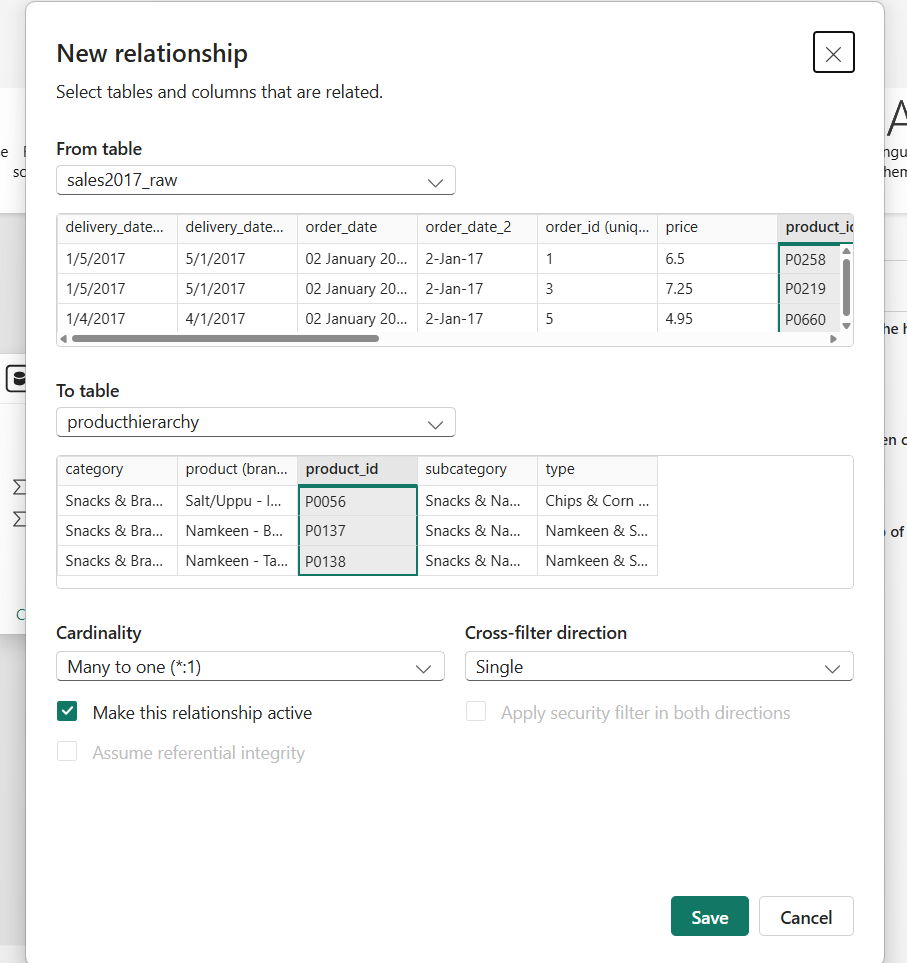 New relationship
Select tables and columns that are related.
From table
sales2017_raw
delivery_date... delivery_date... order_date order_date_2 order_id (uniq... price product_id
1/5/2017 5/1/2017 02 January 20... 2-Jan-17 1 6.5 P0258
1/5/2017 5/1/2017 02 January 20... 2-Jan-17 3 7.25 P0219
1/4/2017 4/1/2017 02 January 20... 2-Jan-17 5 4.95 P0660
To table
producthierarchy
category product (bran... product_id subcategory type
Snacks & Bra... Salt/Uppu - I... P0056 Snacks & Na... Chips & Corn ...
Snacks & Bra... Namkeen - B... P0137 Snacks & Na... Namkeen & S...
Snacks & Bra... Namkeen - Ta... P0138 Snacks & Na... Namkeen & S...
Cardinality Cross-filter direction
Many to one (*:1) Single
Make this relationship active Apply security filter in both directions
Assume referential integrity
Save Cancel